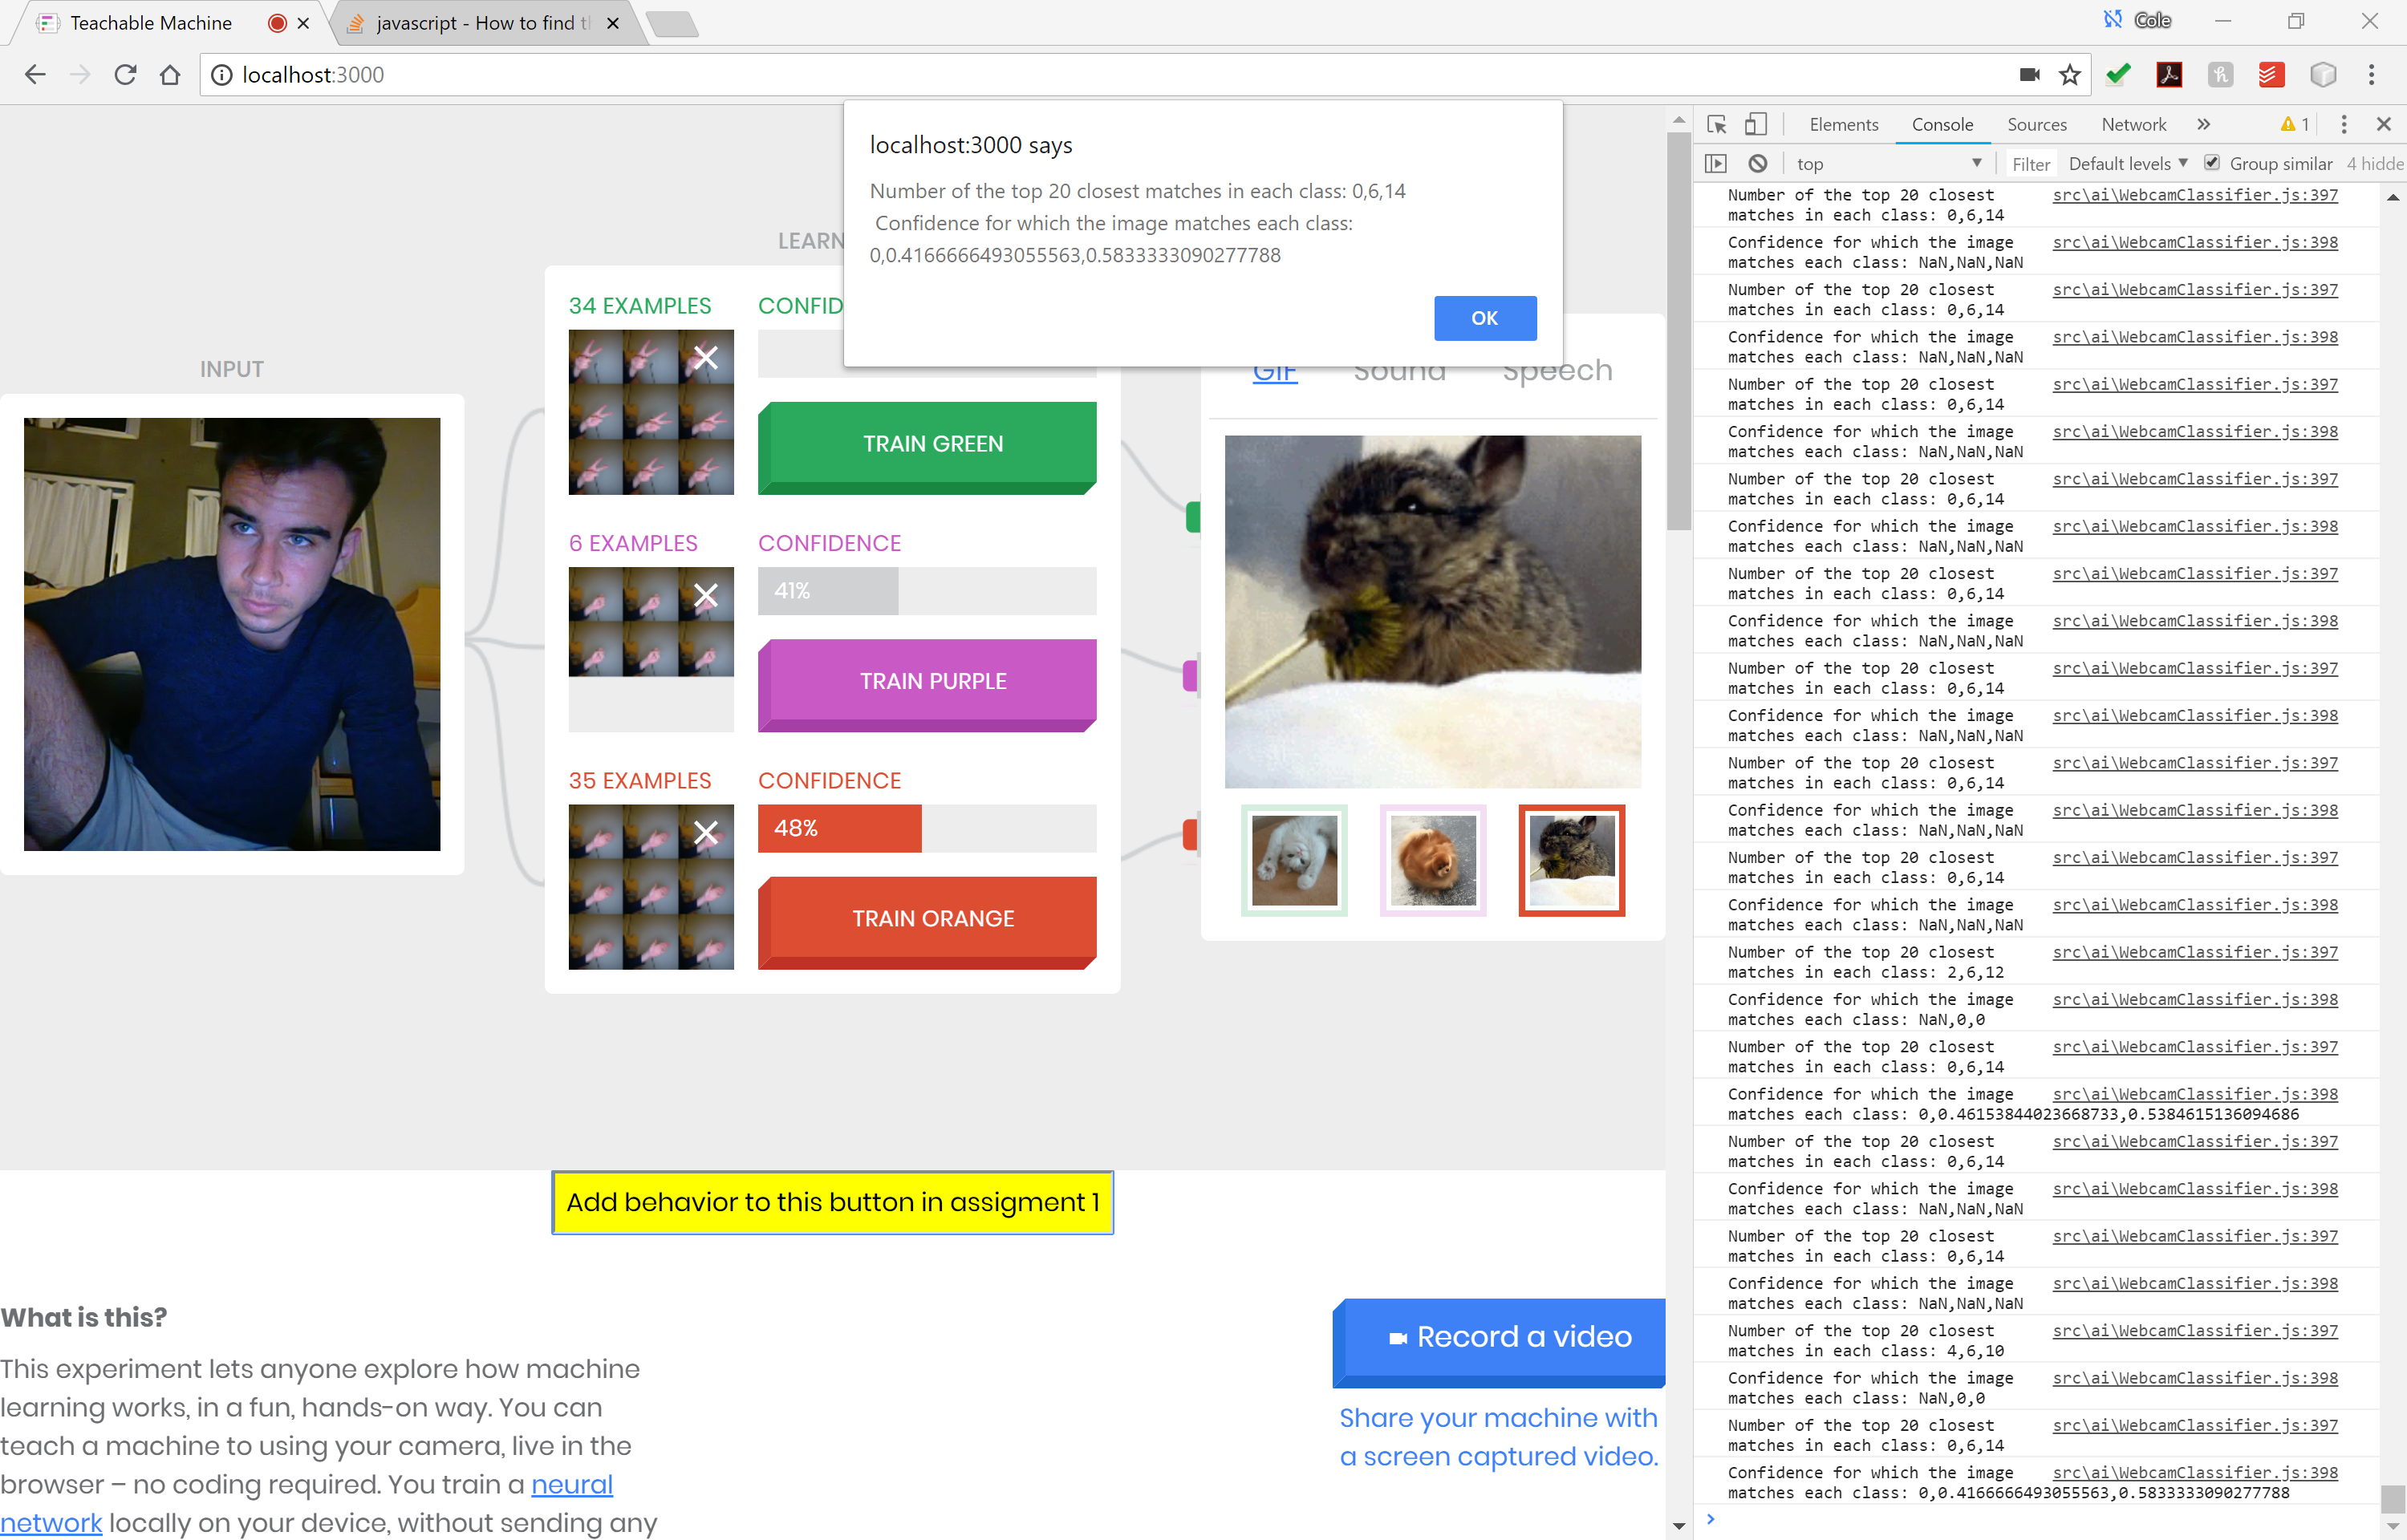 Teachable Machine
javascript - How to find t
Cole
localhost:3000
localhost:3000 says
Number of the top 20 closest matches in each class: 0,6,14
Confidence for which the image matches each class:
0,0.4166666493055563,0.5833333090277788
OK
INPUT
LEARN
34 EXAMPLES
CONFID
TRAIN GREEN
6 EXAMPLES
CONFIDENCE
41%
TRAIN PURPLE
35 EXAMPLES
CONFIDENCE
48%
TRAIN ORANGE
GIF Sound Speech
Add behavior to this button in assigment 1
What is this?
This experiment lets anyone explore how machine
learning works, in a fun, hands-on way. You can
teach a machine to using your camera, live in the
browser – no coding required. You train a neural
network locally on your device, without sending any
Record a video
Share your machine with
a screen captured video.
Elements Console Sources Network 1
top Filter Default levels Group similar 4 hidde
Number of the top 20 closest src\ai\WebcamClassifier.js:397
matches in each class: 0,6,14
Confidence for which the image src\ai\WebcamClassifier.js:398
matches each class: NaN,NaN,NaN
Number of the top 20 closest src\ai\WebcamClassifier.js:397
matches in each class: 0,6,14
Confidence for which the image src\ai\WebcamClassifier.js:398
matches each class: NaN,NaN,NaN
Number of the top 20 closest src\ai\WebcamClassifier.js:397
matches in each class: 0,6,14
Confidence for which the image src\ai\WebcamClassifier.js:398
matches each class: NaN,NaN,NaN
Number of the top 20 closest src\ai\WebcamClassifier.js:397
matches in each class: 0,6,14
Confidence for which the image src\ai\WebcamClassifier.js:398
matches each class: NaN,NaN,NaN
Number of the top 20 closest src\ai\WebcamClassifier.js:397
matches in each class: 0,6,14
Confidence for which the image src\ai\WebcamClassifier.js:398
matches each class: NaN,NaN,NaN
Number of the top 20 closest src\ai\WebcamClassifier.js:397
matches in each class: 0,6,14
Confidence for which the image src\ai\WebcamClassifier.js:398
matches each class: NaN,NaN,NaN
Number of the top 20 closest src\ai\WebcamClassifier.js:397
matches in each class: 0,6,14
Confidence for which the image src\ai\WebcamClassifier.js:398
matches each class: NaN,NaN,NaN
Number of the top 20 closest src\ai\WebcamClassifier.js:397
matches in each class: 0,6,14
Confidence for which the image src\ai\WebcamClassifier.js:398
matches each class: NaN,NaN,NaN
Number of the top 20 closest src\ai\WebcamClassifier.js:397
matches in each class: 2,6,12
Confidence for which the image src\ai\WebcamClassifier.js:398
matches each class: NaN,0,0
Number of the top 20 closest src\ai\WebcamClassifier.js:397
matches in each class: 0,6,14
Confidence for which the image src\ai\WebcamClassifier.js:398
matches each class: 0,0.46153844023668733,0.5384615136094686
Number of the top 20 closest src\ai\WebcamClassifier.js:397
matches in each class: 0,6,14
Confidence for which the image src\ai\WebcamClassifier.js:398
matches each class: NaN,NaN,NaN
Number of the top 20 closest src\ai\WebcamClassifier.js:397
matches in each class: 0,6,14
Confidence for which the image src\ai\WebcamClassifier.js:398
matches each class: NaN,NaN,NaN
Number of the top 20 closest src\ai\WebcamClassifier.js:397
matches in each class: 4,6,10
Confidence for which the image src\ai\WebcamClassifier.js:398
matches each class: NaN,0,0
Number of the top 20 closest src\ai\WebcamClassifier.js:397
matches in each class: 0,6,14
Confidence for which the image src\ai\WebcamClassifier.js:398
matches each class: 0,0.4166666493055563,0.5833333090277788